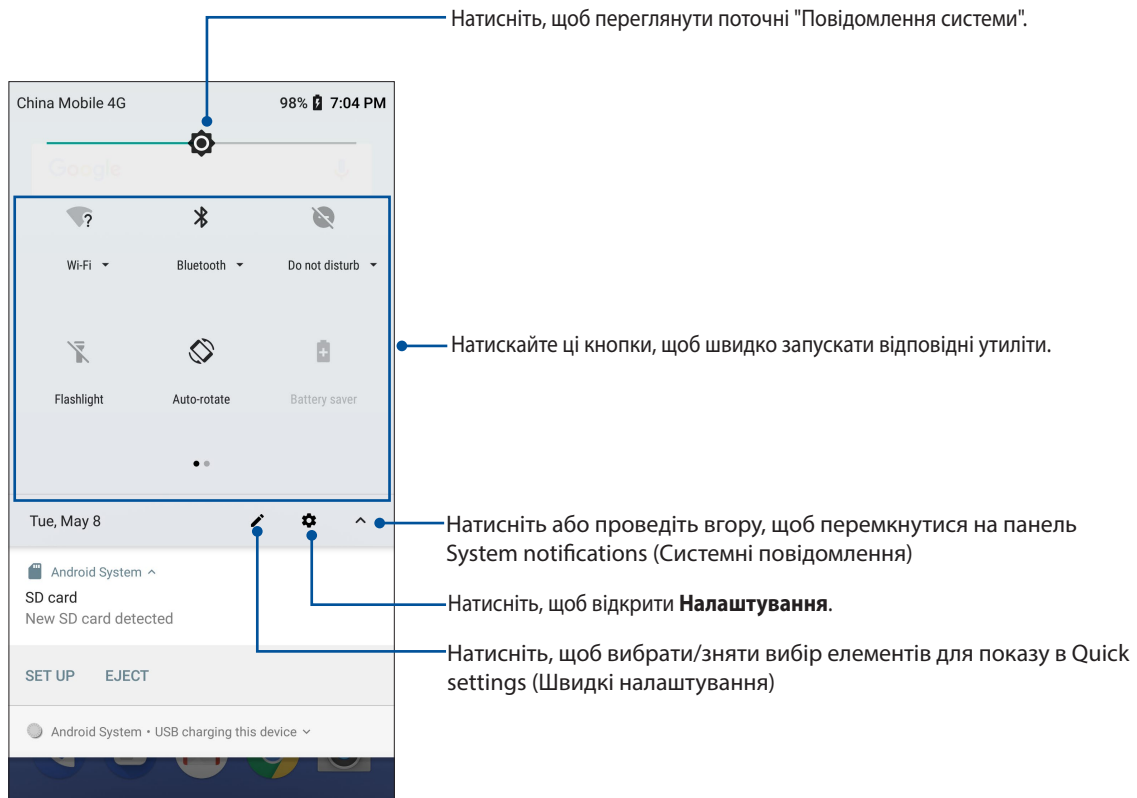 Натисніть, щоб переглянути поточні "Повідомлення системи".
China Mobile 4G 98% 7:04 PM
Google
?
Wi-Fi Bluetooth Do not disturb
Натискайте ці кнопки, щоб швидко запускати відповідні утиліти.
Flashlight Auto-rotate Battery saver
Tue, May 8
Натисніть або проведіть вгору, щоб перемкнутися на панель
System notifications (Системні повідомлення)
Android System
SD card
New SD card detected
Натисніть, щоб відкрити Налаштування.
Натисніть, щоб вибрати/зняти вибір елементів для показу в Quick
settings (Швидкі налаштування)
SET UP EJECT
Android System • USB charging this device